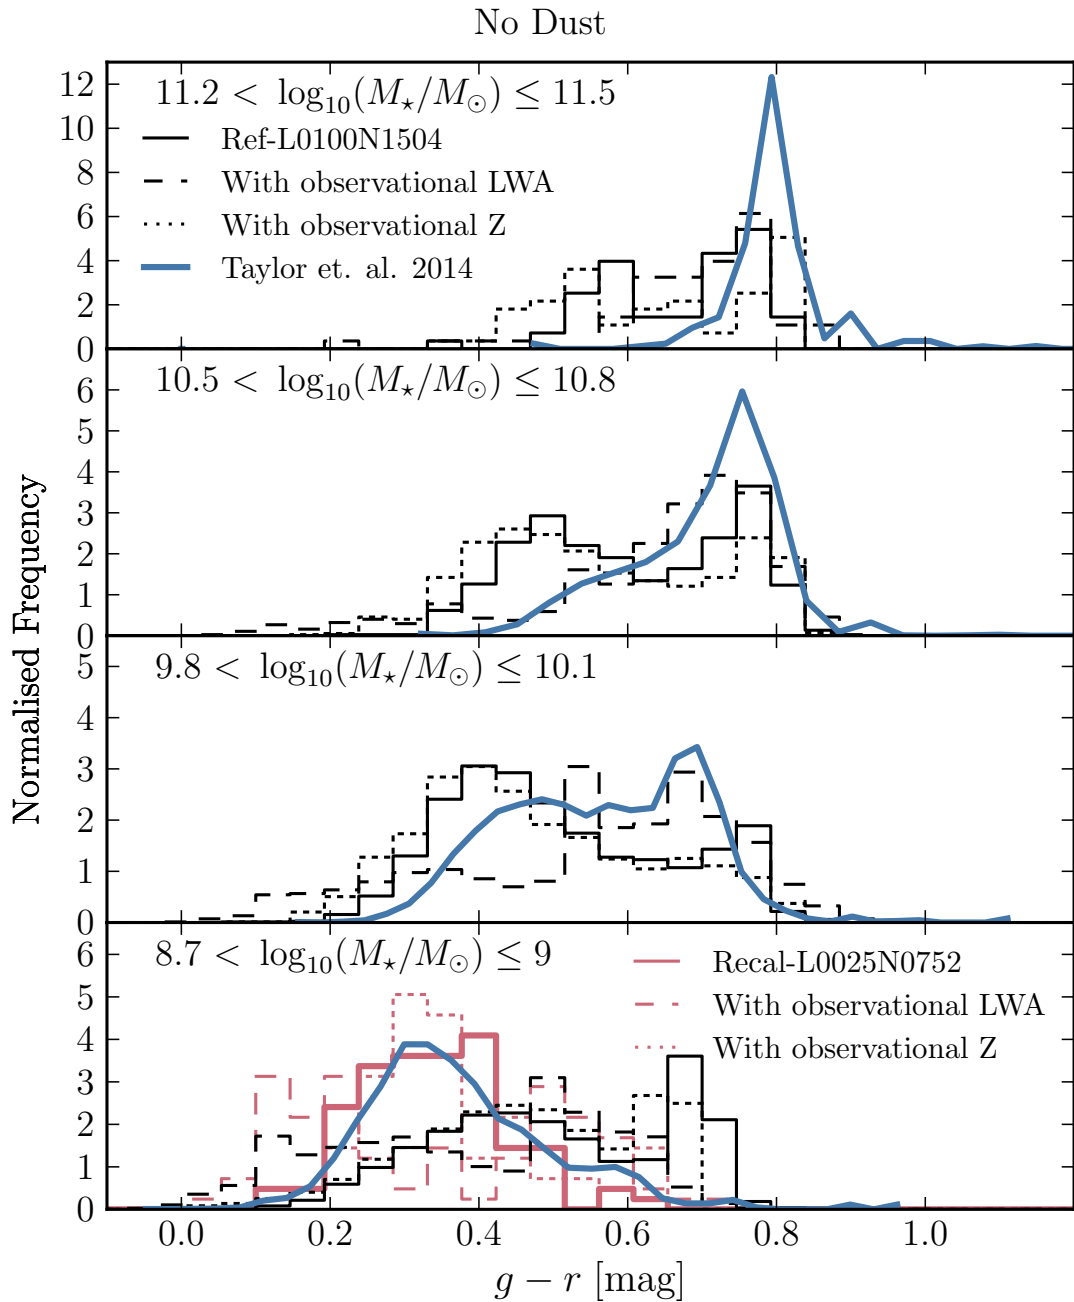 No Dust
Normalised Frequency
11.2 < log₁₀(M⋆/M⊙) ≤ 11.5
Ref-L0100N1504
With observational LWA
With observational Z
Taylor et. al. 2014
12
10
8
6
4
2
0
10.5 < log₁₀(M⋆/M⊙) ≤ 10.8
6
5
4
3
2
1
0
9.8 < log₁₀(M⋆/M⊙) ≤ 10.1
5
4
3
2
1
0
8.7 < log₁₀(M⋆/M⊙) ≤ 9
Recal-L0025N0752
With observational LWA
With observational Z
6
5
4
3
2
1
0
0.0 0.2 0.4 0.6 0.8 1.0
g − r [mag]